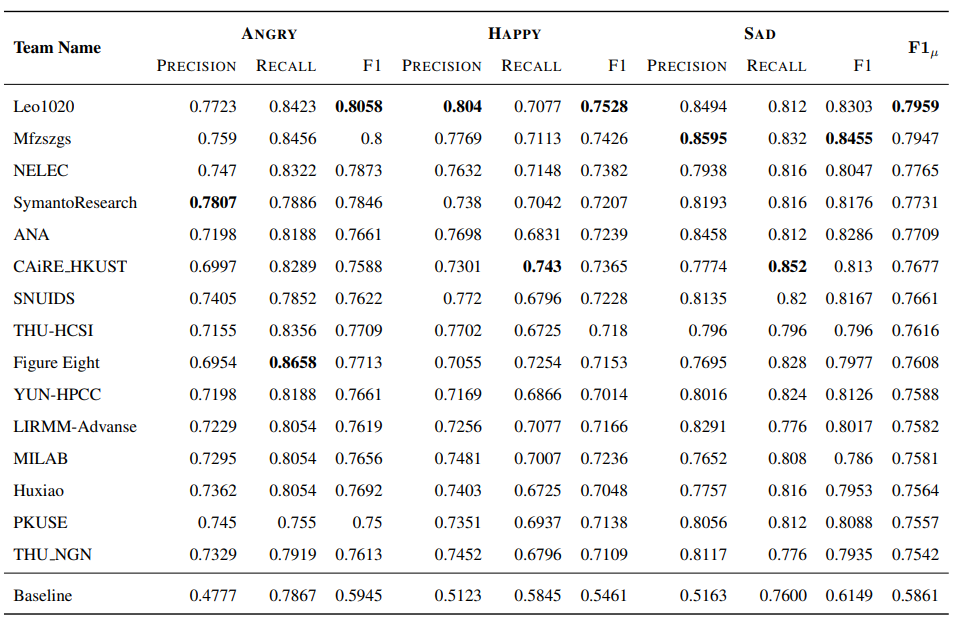 Team Name ANGRY HAPPY SAD F1μ
PRECISION RECALL F1 PRECISION RECALL F1 PRECISION RECALL F1
Leo1020 0.7723 0.8423 0.8058 0.804 0.7077 0.7528 0.8494 0.812 0.8303 0.7959
Mfzszgs 0.759 0.8456 0.8 0.7769 0.7113 0.7426 0.8595 0.832 0.8455 0.7947
NELEC 0.747 0.8322 0.7873 0.7632 0.7148 0.7382 0.7938 0.816 0.8047 0.7765
SymantoResearch 0.7807 0.7886 0.7846 0.738 0.7042 0.7207 0.8193 0.816 0.8176 0.7731
ANA 0.7198 0.8188 0.7661 0.7698 0.6831 0.7239 0.8458 0.812 0.8286 0.7709
CAiRE_HKUST 0.6997 0.8289 0.7588 0.7301 0.743 0.7365 0.7774 0.852 0.813 0.7677
SNUIDS 0.7405 0.7852 0.7622 0.772 0.6796 0.7228 0.8135 0.82 0.8167 0.7661
THU-HCSI 0.7155 0.8356 0.7709 0.7702 0.6725 0.718 0.796 0.796 0.796 0.7616
Figure Eight 0.6954 0.8658 0.7713 0.7055 0.7254 0.7153 0.7695 0.828 0.7977 0.7608
YUN-HPCC 0.7198 0.8188 0.7661 0.7169 0.6866 0.7014 0.8016 0.824 0.8126 0.7588
LIRMM-Advanse 0.7229 0.8054 0.7619 0.7256 0.7077 0.7166 0.8291 0.776 0.8017 0.7582
MILAB 0.7295 0.8054 0.7656 0.7481 0.7007 0.7236 0.7652 0.808 0.786 0.7581
Huxiao 0.7362 0.8054 0.7692 0.7403 0.6725 0.7048 0.7757 0.816 0.7953 0.7564
PKUSE 0.745 0.755 0.75 0.7351 0.6937 0.7138 0.8056 0.812 0.8088 0.7557
THU_NGN 0.7329 0.7919 0.7613 0.7452 0.6796 0.7109 0.8117 0.776 0.7935 0.7542
Baseline 0.4777 0.7867 0.5945 0.5123 0.5845 0.5461 0.5163 0.7600 0.6149 0.5861